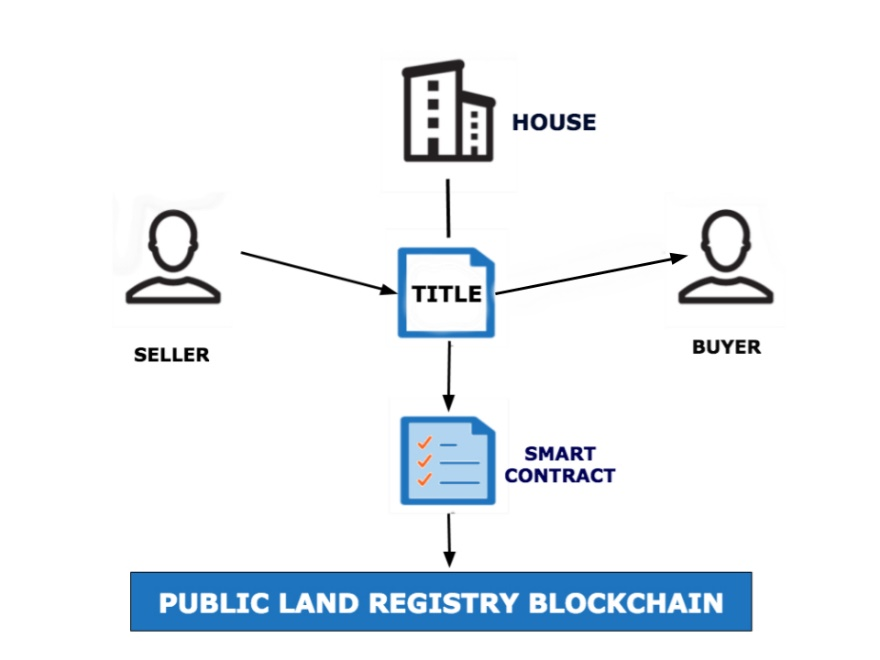 HOUSE
TITLE
SELLER
BUYER
SMART
CONTRACT
PUBLIC LAND REGISTRY BLOCKCHAIN